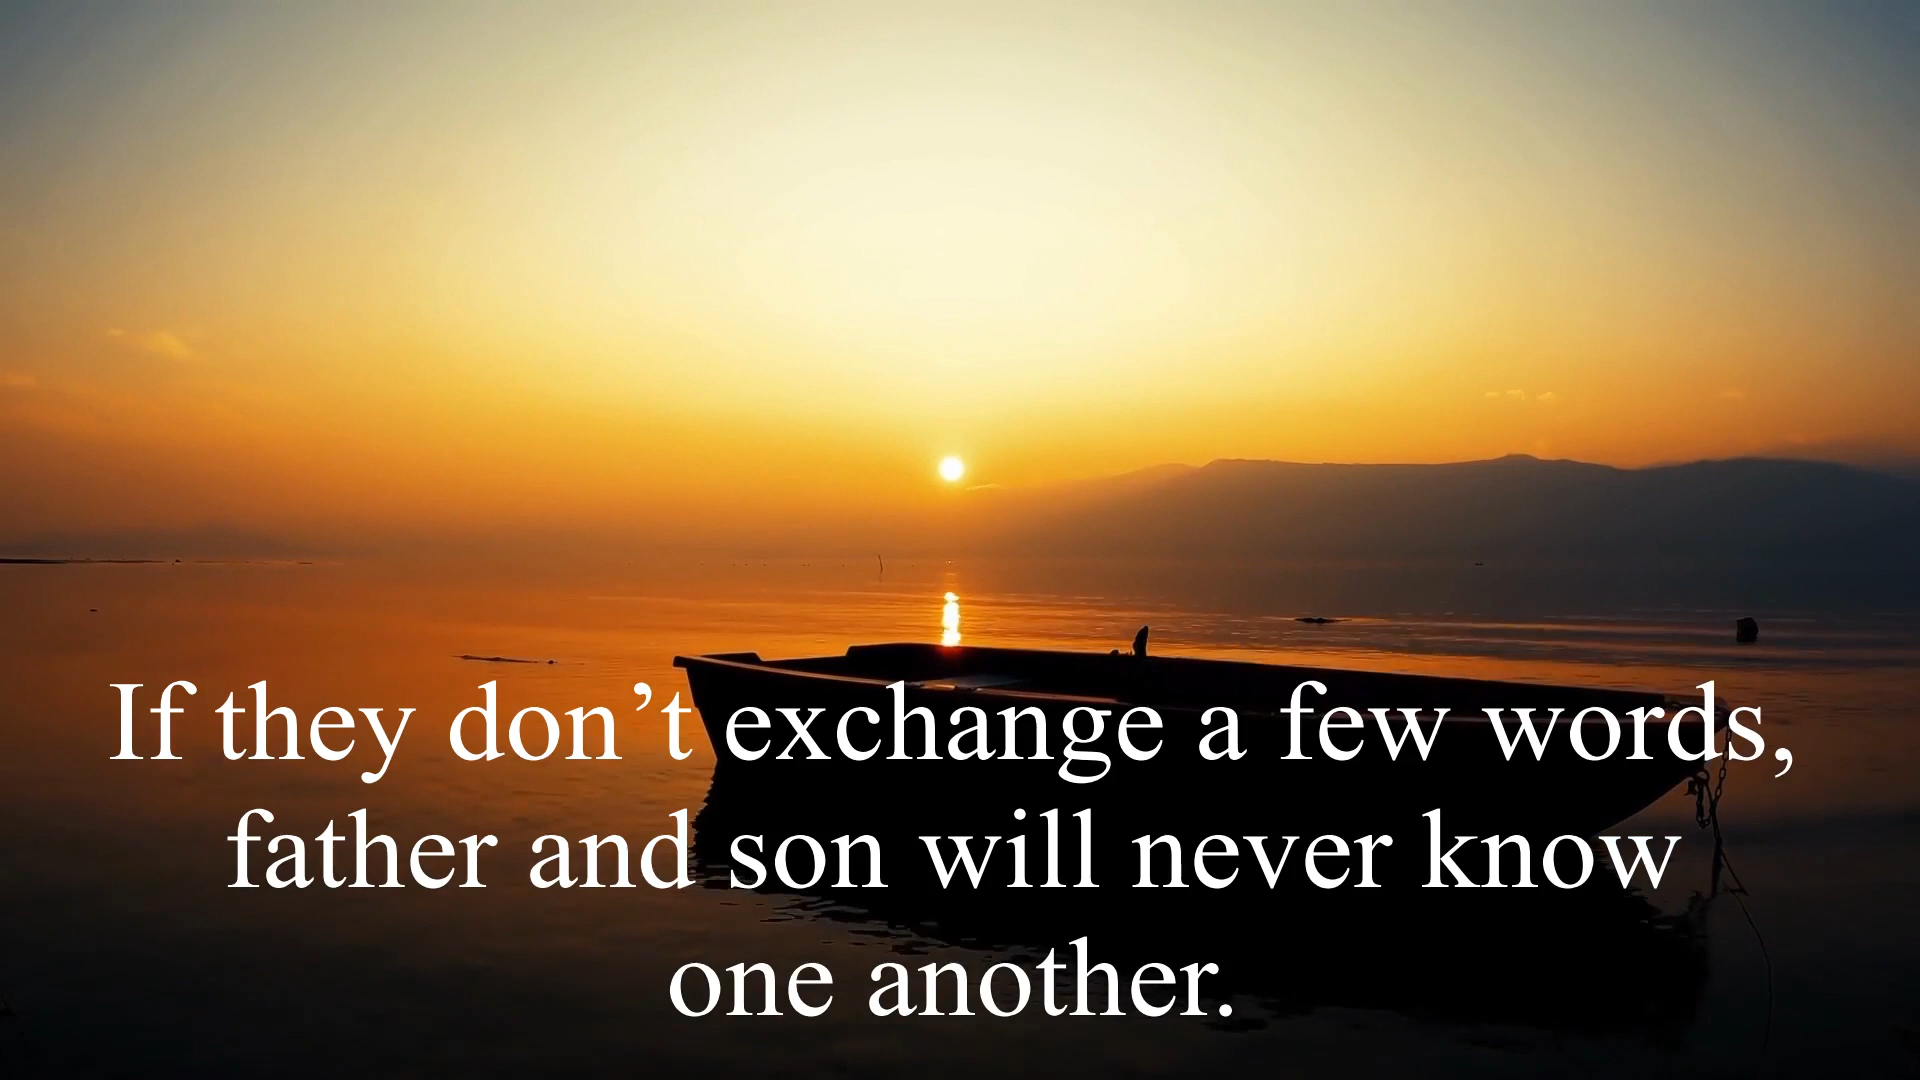 If they don’t exchange a few words,
father and son will never know
one another.